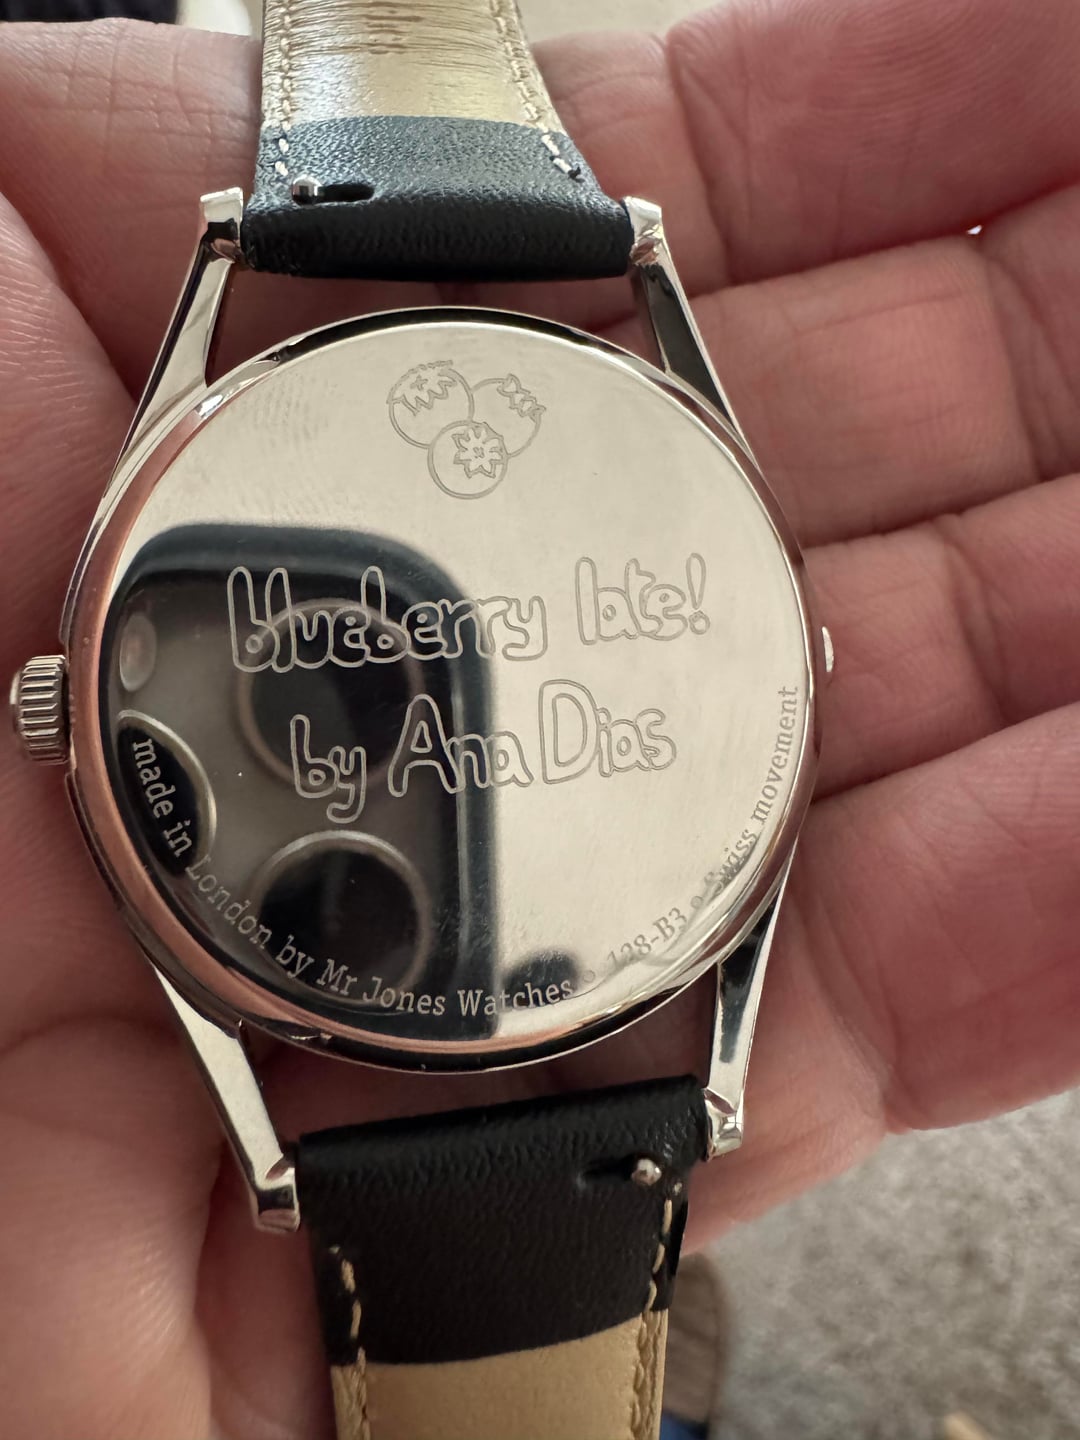 blueberry late!
by Ana Dias
made in London by Mr Jones Watches • 128-B3 • Swiss movement